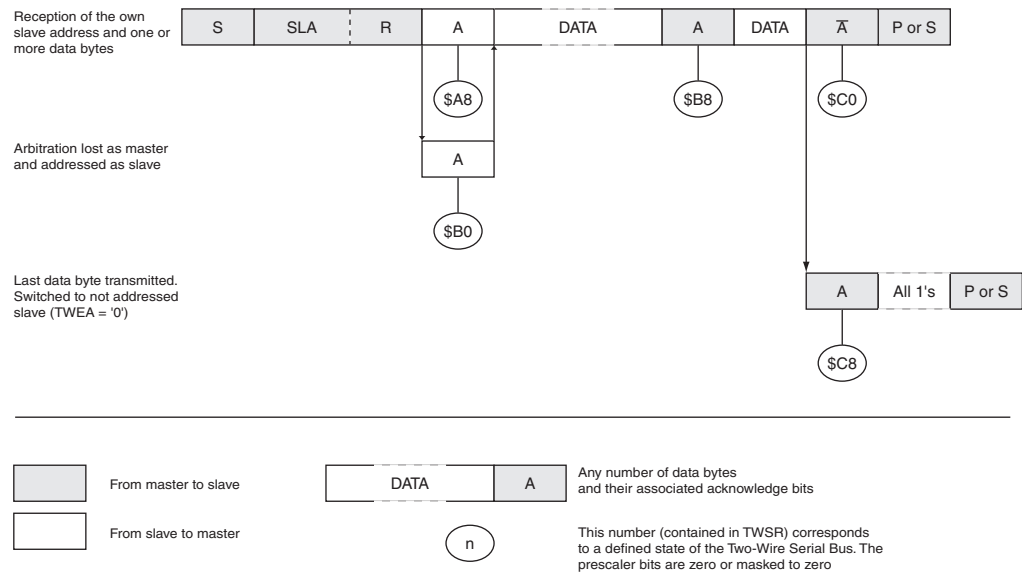 Reception of the own
slave address and one or
more data bytes
S SLA R A DATA A DATA A̅ P or S
$A8 $B8 $C0
Arbitration lost as master
and addressed as slave
A
$B0
Last data byte transmitted.
Switched to not addressed
slave (TWEA = '0')
A All 1's P or S
$C8
From master to slave
DATA A
Any number of data bytes
and their associated acknowledge bits
From slave to master
n
This number (contained in TWSR) corresponds
to a defined state of the Two-Wire Serial Bus. The
prescaler bits are zero or masked to zero